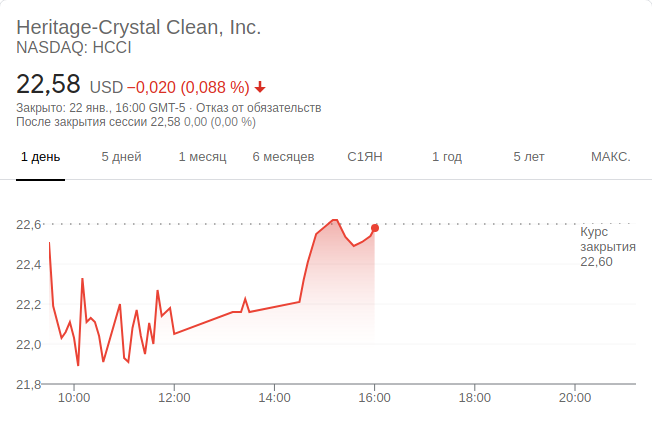 Heritage-Crystal Clean, Inc.
NASDAQ: HCCI
22,58 USD −0,020 (0,088 %)
Закрыто: 22 янв., 16:00 GMT-5 · Отказ от обязательств
После закрытия сессии 22,58 0,00 (0,00 %)
1 день 5 дней 1 месяц 6 месяцев С1ЯН 1 год 5 лет МАКС.
22,6
22,4
22,2
22,0
21,8
Курс
закрытия
22,60
10:00 12:00 14:00 16:00 18:00 20:00